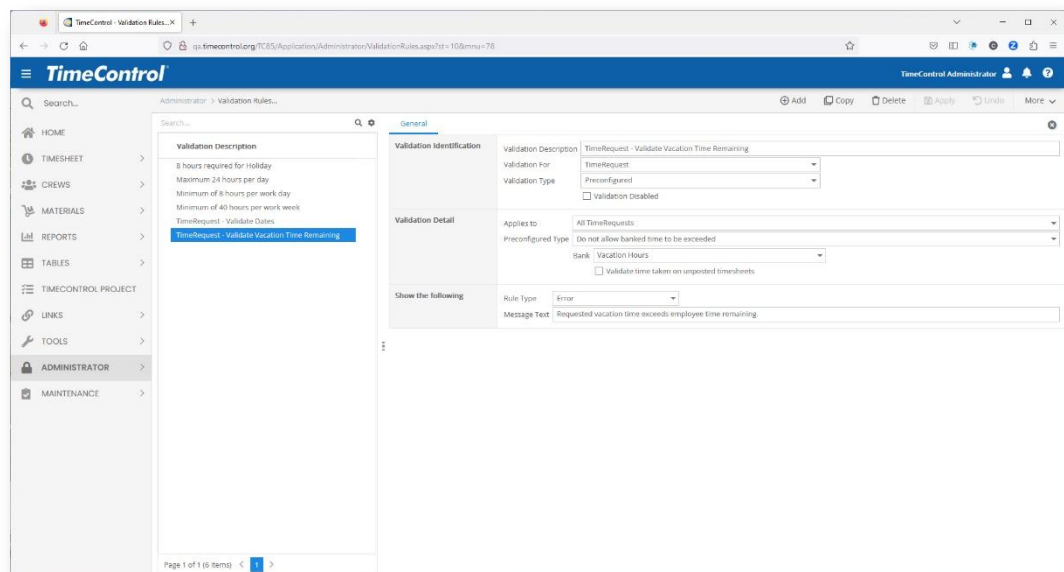 TimeControl - Validation Rules...
qa.timecontrol.org/TC85/Application/Administrator/ValidationRules.aspx?st=10&mnu=78
TimeControl
TimeControl Administrator
Search...
Administrator > Validation Rules...
Add
Copy
Delete
Apply
Undo
More
HOME
TIMESHEET
CREWS
MATERIALS
REPORTS
TABLES
TIMECONTROL PROJECT
LINKS
TOOLS
ADMINISTRATOR
MAINTENANCE
Search...
Validation Description
8 hours required for Holiday
Maximum 24 hours per day
Minimum of 8 hours per work day
Minimum of 40 hours per work week
TimeRequest - Validate Dates
TimeRequest - Validate Vacation Time Remaining
Page 1 of 1 (6 items) < 1 >
General
Validation Identification
Validation Description TimeRequest - Validate Vacation Time Remaining
Validation For TimeRequest
Validation Type Preconfigured
Validation Disabled
Validation Detail
Applies to All TimeRequests
Preconfigured Type Do not allow banked time to be exceeded
Bank Vacation Hours
Validate time taken on unposted timesheets
Show the following
Rule Type Error
Message Text Requested vacation time exceeds employee time remaining.